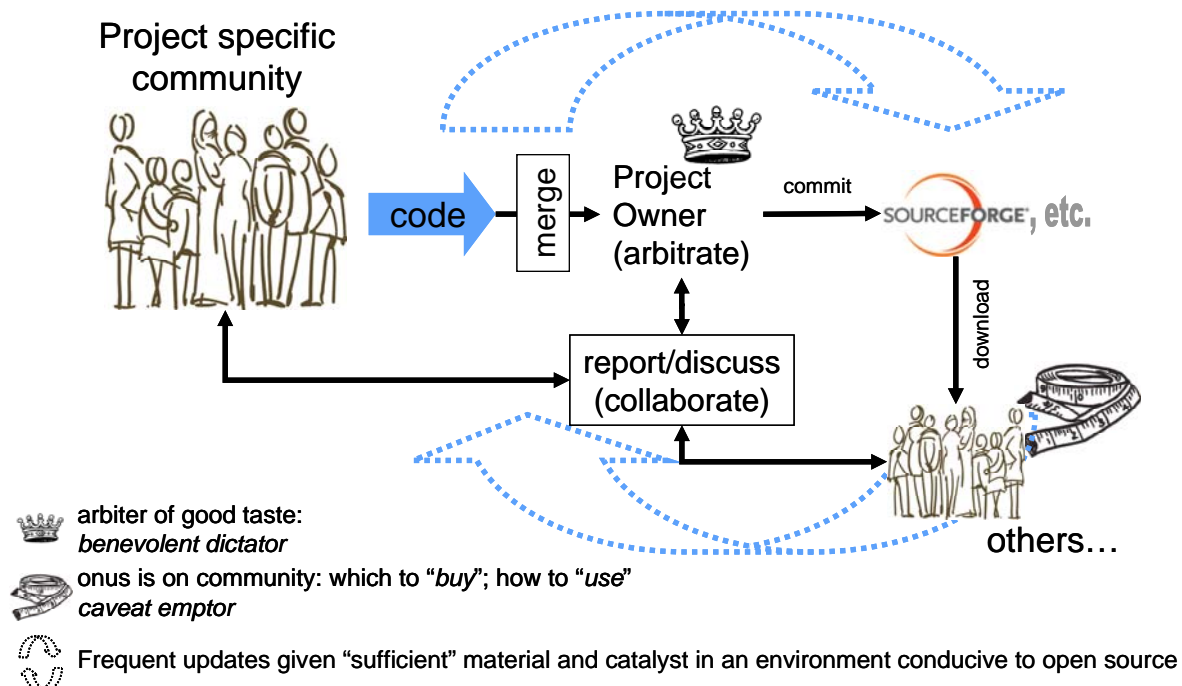 Project specific
community
code
merge
Project
Owner
(arbitrate)
commit
SOURCEFORGE, etc.
download
report/discuss
(collaborate)
others…
arbiter of good taste:
benevolent dictator
onus is on community: which to “buy”; how to “use”
caveat emptor
Frequent updates given “sufficient” material and catalyst in an environment conducive to open source